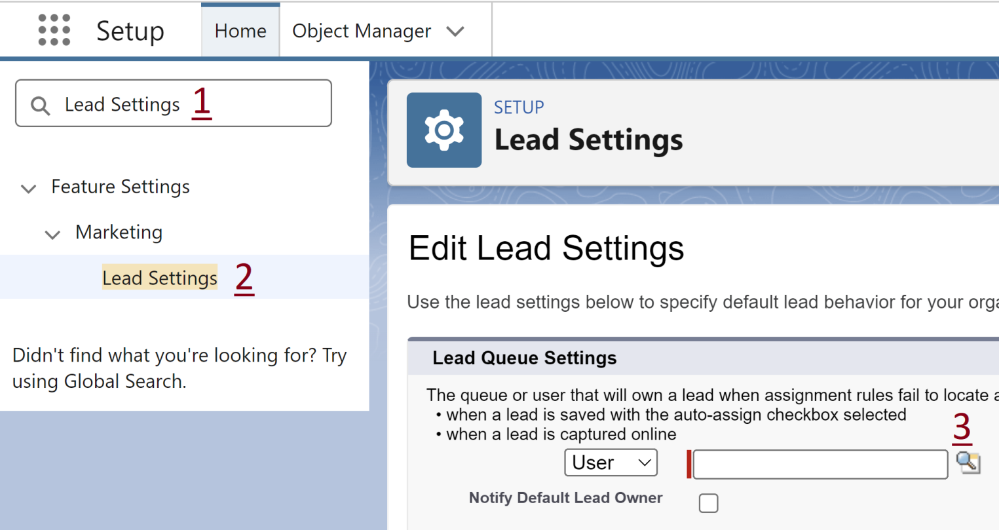 Setup Home Object Manager
Lead Settings 1
Feature Settings
Marketing
Lead Settings 2
Didn't find what you're looking for? Try
using Global Search.
SETUP
Lead Settings
Edit Lead Settings
Use the lead settings below to specify default lead behavior for your
Lead Queue Settings
The queue or user that will own a lead when assignment rules fail to locate
• when a lead is saved with the auto-assign checkbox selected
• when a lead is captured online
3
User
Notify Default Lead Owner